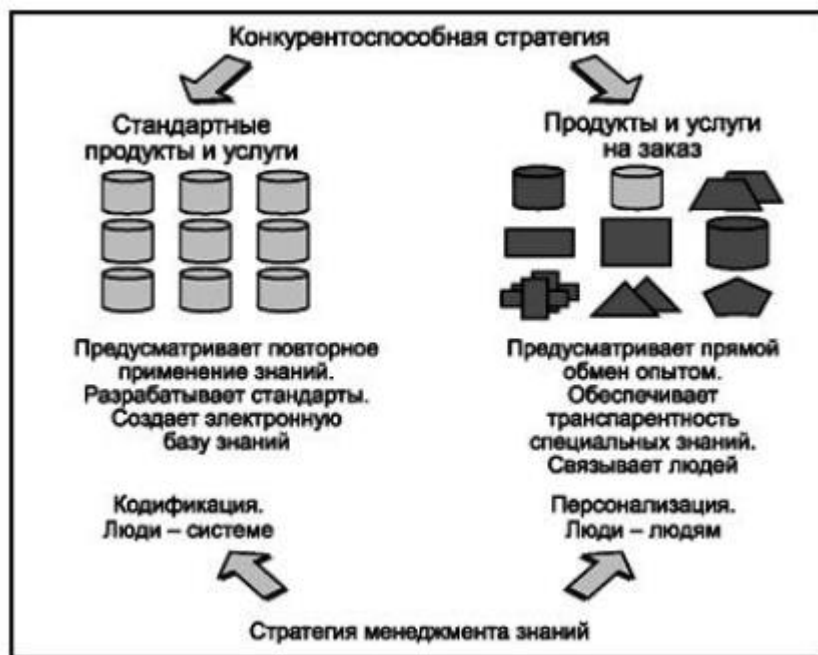 Конкурентоспособная стратегия
Стандартные
продукты и услуги
Продукты и услуги
на заказ
Предусматривает повторное
применение знаний.
Разрабатывает стандарты.
Создает электронную
базу знаний
Предусматривает прямой
обмен опытом.
Обеспечивает
транспарентность
специальных знаний.
Связывает людей
Кодификация.
Люди – системе
Персонализация.
Люди – людям
Стратегия менеджмента знаний